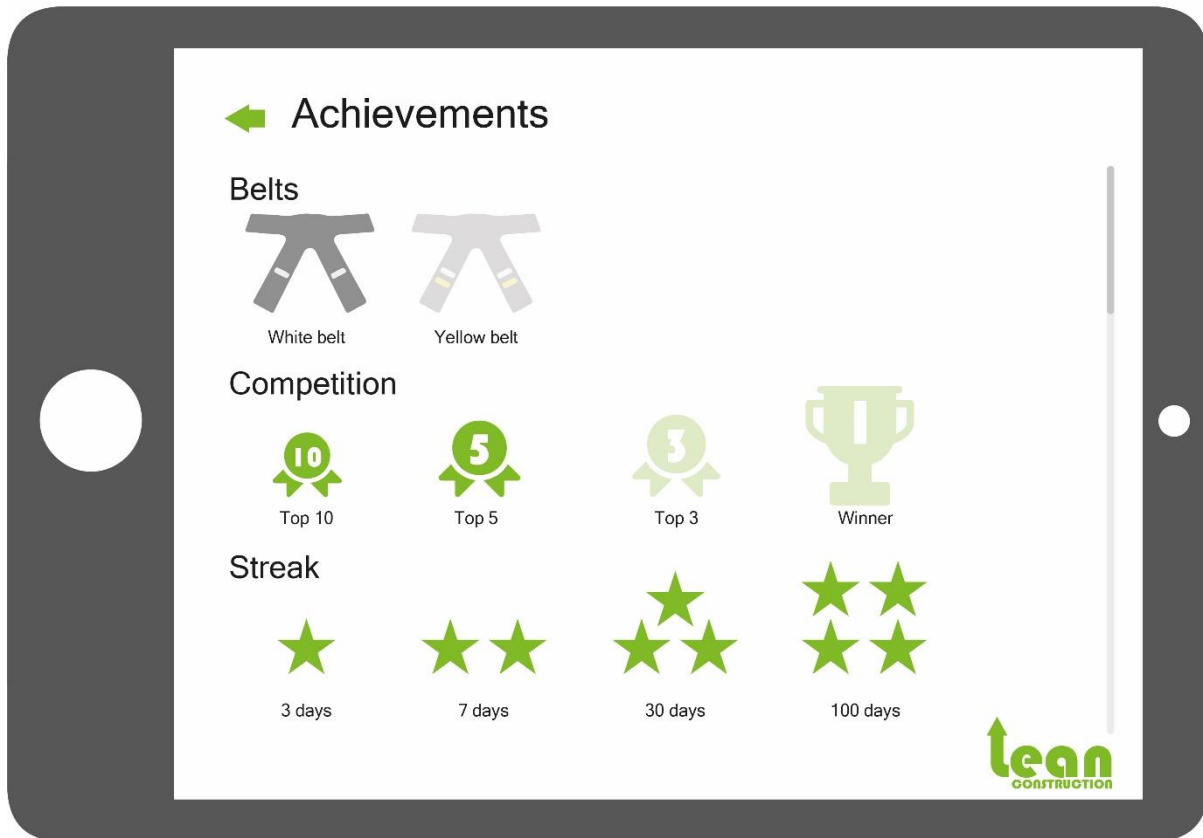 Achievements
Belts
White belt
Yellow belt
Competition
10
5
3
1
Top 10
Top 5
Top 3
Winner
Streak
3 days
7 days
30 days
100 days
lean
CONSTRUCTION